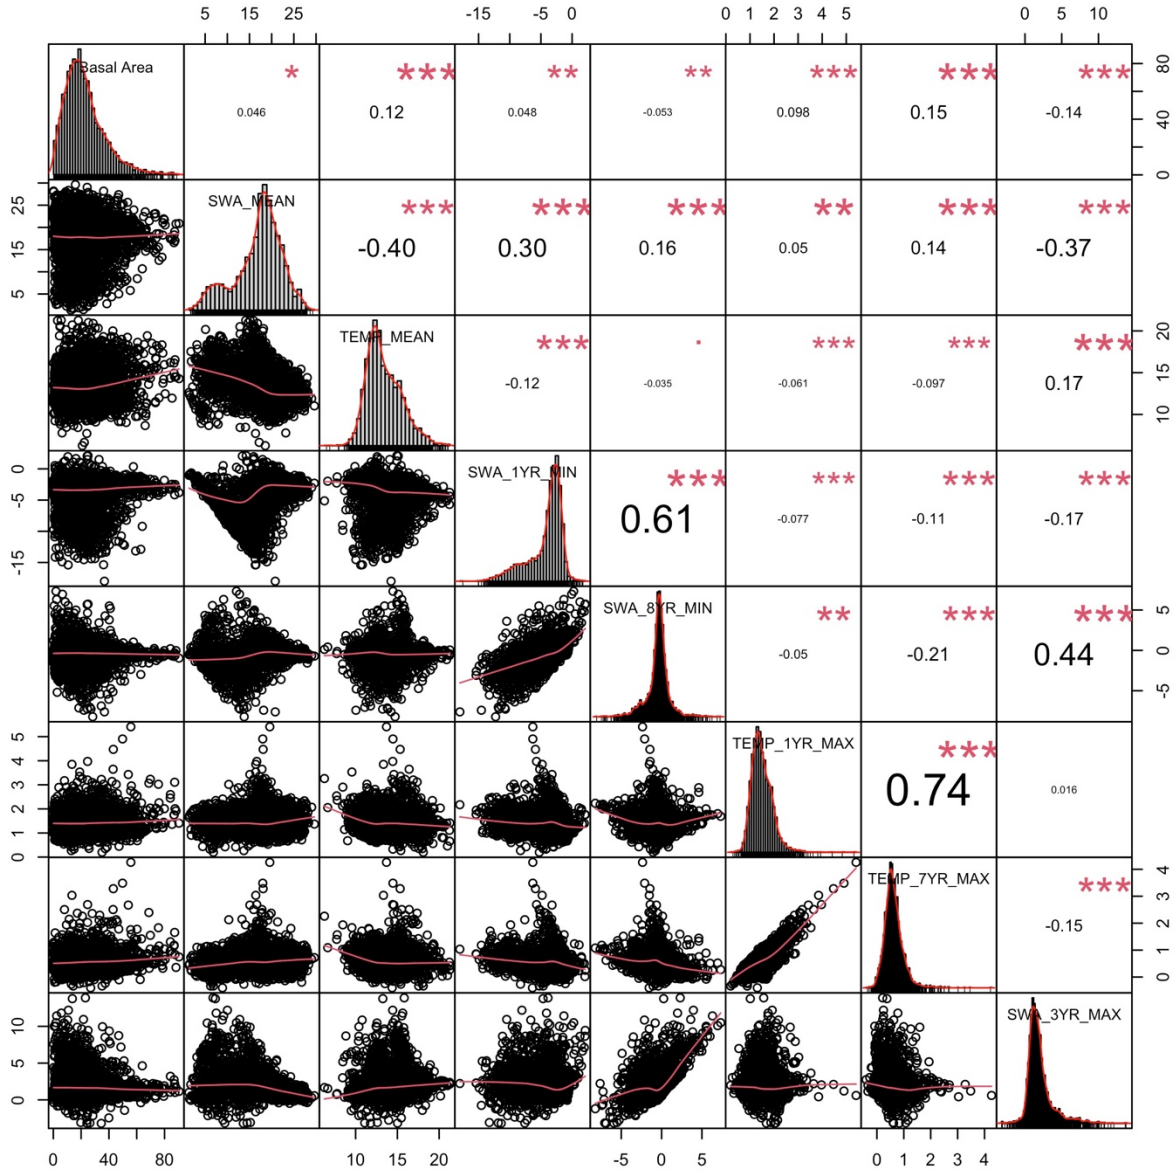 5 15 25
-15 -5 0
0 1 2 3 4 5
0 5 10
Basal Area
* *** ** ** *** *** ***
0.046 0.12 0.048 -0.053 0.098 0.15 -0.14
0 40 80
5 15 25
SWA_MEAN
*** *** *** ** *** ***
-0.40 0.30 0.16 0.05 0.14 -0.37
TEMP_MEAN
*** . *** *** ***
-0.12 -0.035 -0.061 -0.097 0.17
10 15 20
-15 -5 0
SWA_1YR_MIN
*** *** *** ***
0.61 -0.077 -0.11 -0.17
SWA_8YR_MIN
** *** ***
-0.05 -0.21 0.44
-5 0 5
0 1 2 3 4 5
TEMP_1YR_MAX
***
0.74 0.016
TEMP_7YR_MAX
***
-0.15
0 1 2 3 4
0 5 10
SWA_3YR_MAX
0 40 80
10 15 20
-5 0 5
0 1 2 3 4